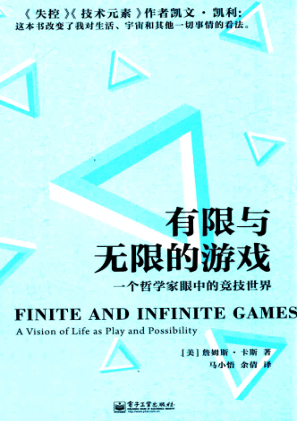 《失控》《技术元素》作者凯文·凯利:
这本书改变了我对生活、宇宙和其他一切事情的看法。
有限与
无限的游戏
一个哲学家眼中的竞技世界
FINITE AND INFINITE GAMES
A Vision of Life as Play and Possibility
[美] 詹姆斯·卡斯 著
马小悟 余倩 译
电子工业出版社